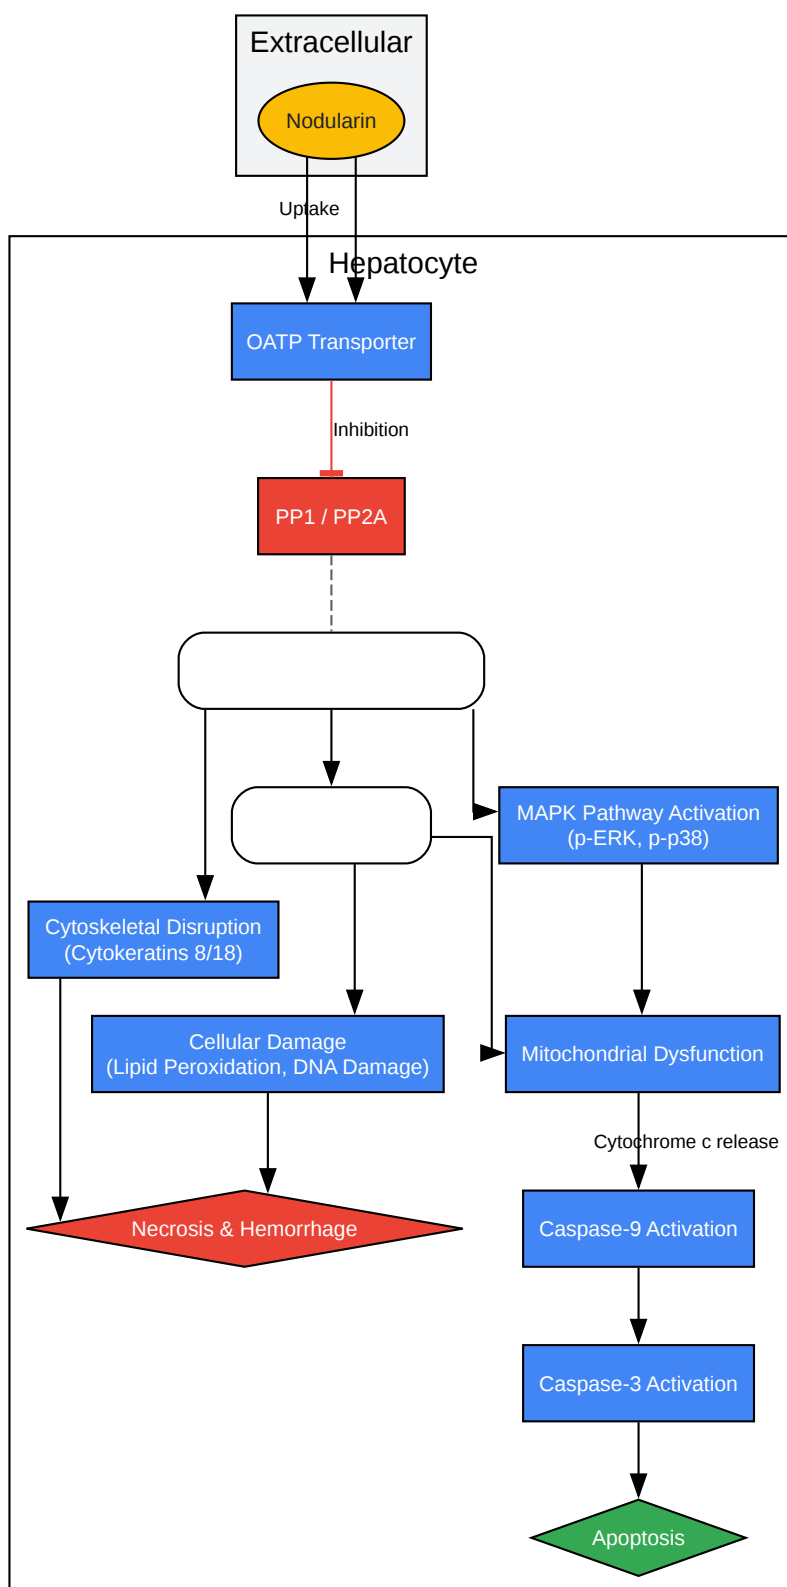 Extracellular
Nodularin
Uptake
Hepatocyte
OATP Transporter
Inhibition
PP1 / PP2A
MAPK Pathway Activation
(p-ERK, p-p38)
Cytoskeletal Disruption
(Cytokeratins 8/18)
Cellular Damage
(Lipid Peroxidation, DNA Damage)
Mitochondrial Dysfunction
Cytochrome c release
Necrosis & Hemorrhage
Caspase-9 Activation
Caspase-3 Activation
Apoptosis